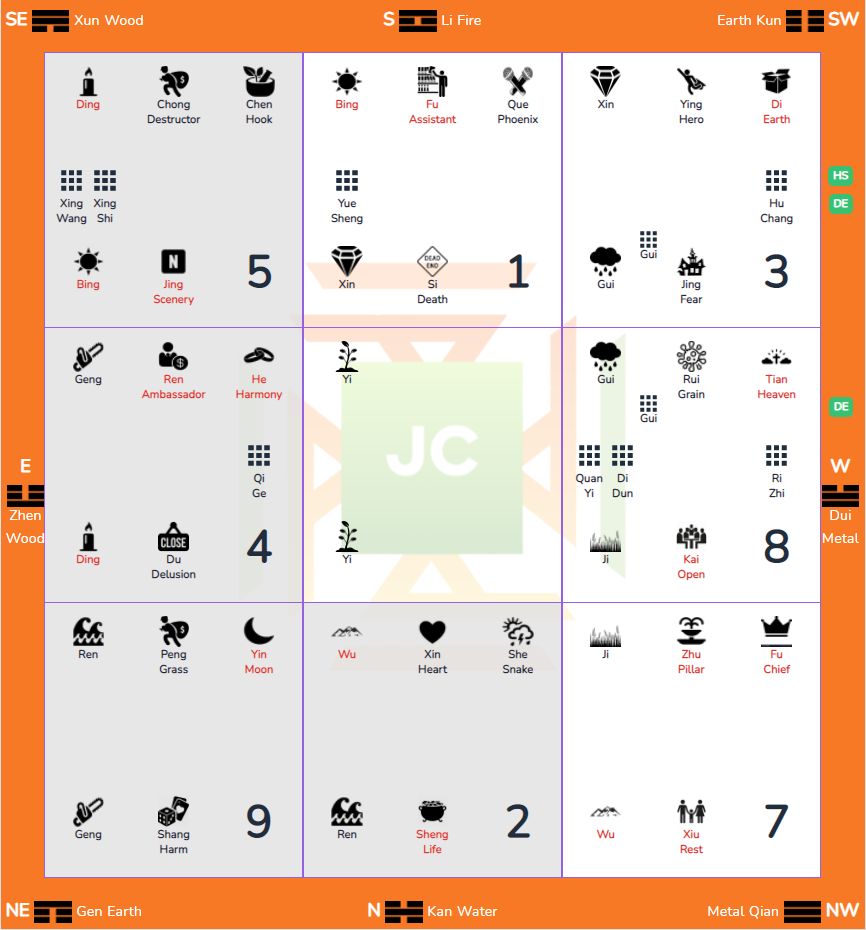 SE Xun Wood
S Li Fire
Earth Kun SW
Ding Chong Destructor Chen Hook
Xing Wang Xing Shi
Bing N Jing Scenery 5
Bing Fu Assistant Que Phoenix
Yue Sheng
Xin DEAD END Si Death 1
Xin Ying Hero Di Earth
Hu Chang
Gui
Gui Jing Fear 3
HS
DE
Geng Ren Ambassador He Harmony
Qi Ge
Ding CLOSE Du Delusion 4
Yi
JC
Yi
Gui Rui Grain Tian Heaven
Gui
Quan Yi Di Dun Ri Zhi
Ji Kai Open 8
DE
E
Zhen
Wood
W
Dui
Metal
Ren Peng Grass Yin Moon
Geng Shang Harm 9
Wu Xin Heart She Snake
Ren Sheng Life 2
Ji Zhu Pillar Fu Chief
Wu Xiu Rest 7
NE Gen Earth
N Kan Water
Metal Qian NW